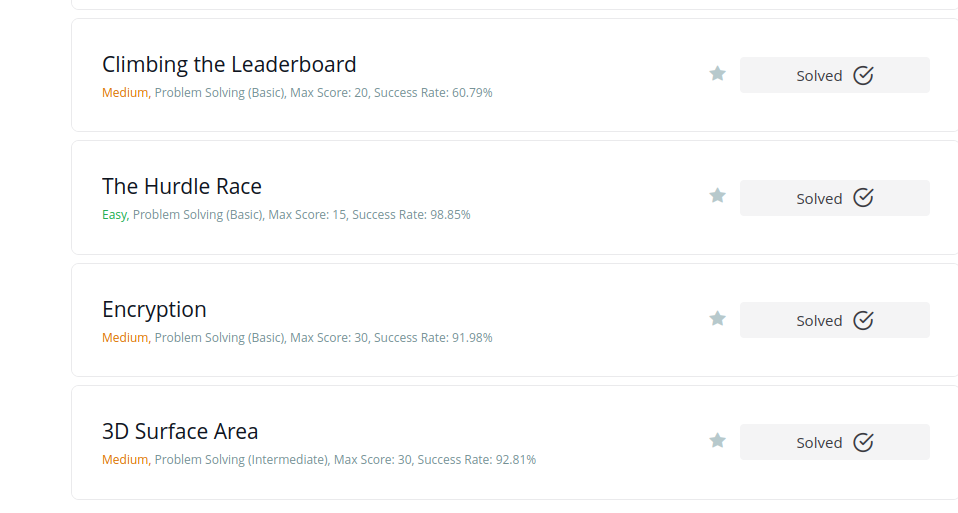 Climbing the Leaderboard
Medium, Problem Solving (Basic), Max Score: 20, Success Rate: 60.79%
Solved
The Hurdle Race
Easy, Problem Solving (Basic), Max Score: 15, Success Rate: 98.85%
Solved
Encryption
Medium, Problem Solving (Basic), Max Score: 30, Success Rate: 91.98%
Solved
3D Surface Area
Medium, Problem Solving (Intermediate), Max Score: 30, Success Rate: 92.81%
Solved